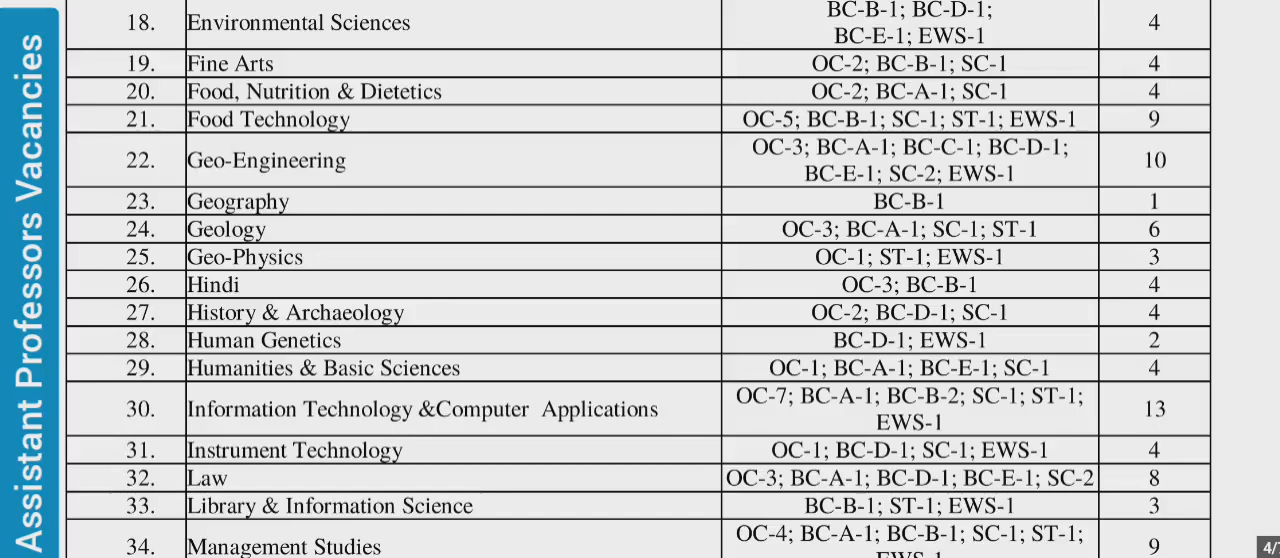 Assistant Professors Vacancies
18. Environmental Sciences BC-B-1; BC-D-1; 4
BC-E-1; EWS-1
19. Fine Arts OC-2; BC-B-1; SC-1 4
20. Food, Nutrition & Dietetics OC-2; BC-A-1; SC-1 4
21. Food Technology OC-5; BC-B-1; SC-1; ST-1; EWS-1 9
22. Geo-Engineering OC-3; BC-A-1; BC-C-1; BC-D-1; 10
BC-E-1; SC-2; EWS-1
23. Geography BC-B-1 1
24. Geology OC-3; BC-A-1; SC-1; ST-1 6
25. Geo-Physics OC-1; ST-1; EWS-1 3
26. Hindi OC-3; BC-B-1 4
27. History & Archaeology OC-2; BC-D-1; SC-1 4
28. Human Genetics BC-D-1; EWS-1 2
29. Humanities & Basic Sciences OC-1; BC-A-1; BC-E-1; SC-1 4
30. Information Technology &Computer Applications OC-7; BC-A-1; BC-B-2; SC-1; ST-1; 13
EWS-1
31. Instrument Technology OC-1; BC-D-1; SC-1; EWS-1 4
32. Law OC-3; BC-A-1; BC-D-1; BC-E-1; SC-2 8
33. Library & Information Science BC-B-1; ST-1; EWS-1 3
34. Management Studies OC-4; BC-A-1; BC-B-1; SC-1; ST-1; 9
EWS-1